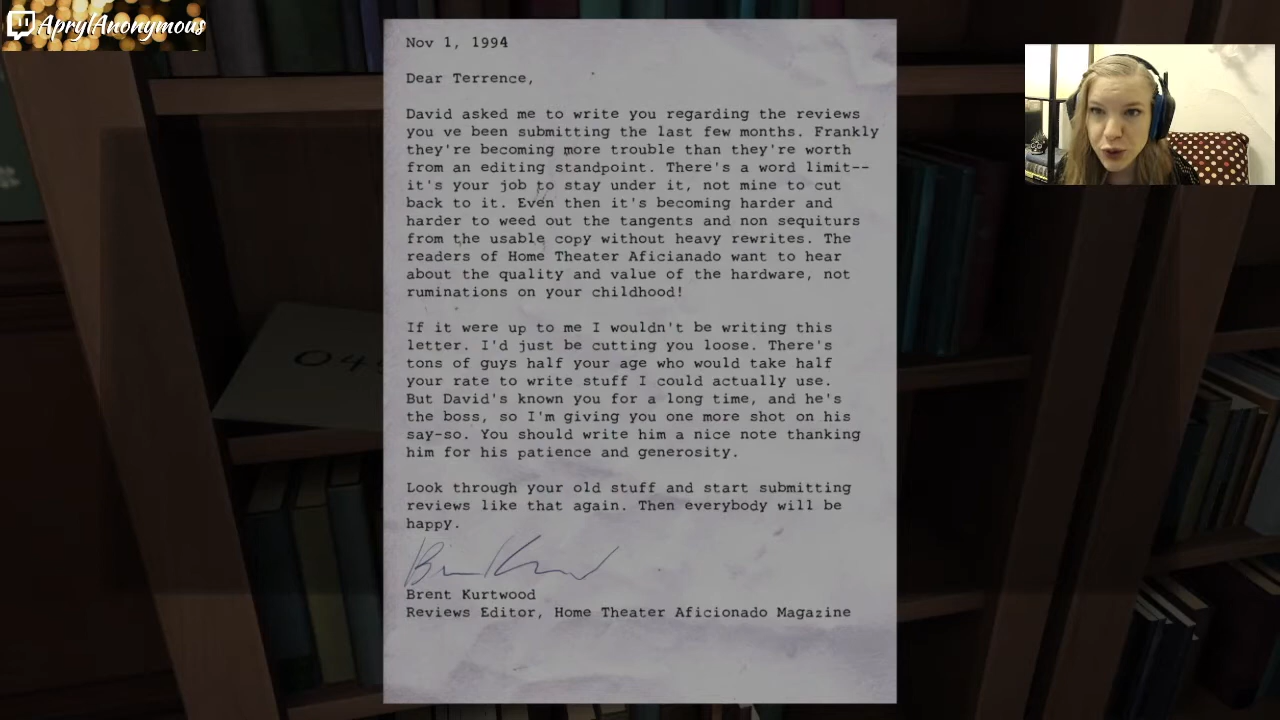 AprylAnonymous
Nov 1, 1994
Dear Terrence,
David asked me to write you regarding the reviews
you ve been submitting the last few months. Frankly
they're becoming more trouble than they're worth
from an editing standpoint. There's a word limit--
it's your job to stay under it, not mine to cut
back to it. Even then it's becoming harder and
harder to weed out the tangents and non sequiturs
from the usable copy without heavy rewrites. The
readers of Home Theater Aficianado want to hear
about the quality and value of the hardware, not
ruminations on your childhood!
If it were up to me I wouldn't be writing this
letter. I'd just be cutting you loose. There's
tons of guys half your age who would take half
your rate to write stuff I could actually use.
But David's known you for a long time, and he's
the boss, so I'm giving you one more shot on his
say-so. You should write him a nice note thanking
him for his patience and generosity.
Look through your old stuff and start submitting
reviews like that again. Then everybody will be
happy.
Brent Kurtwood
Reviews Editor, Home Theater Aficionado Magazine